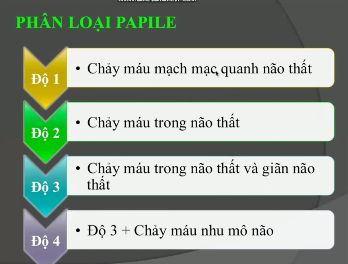 PHÂN LOẠI PAPILE
Độ 1
• Chảy máu mạch mạc quanh não thất
Độ 2
• Chảy máu trong não thất
Độ 3
• Chảy máu trong não thất và giãn não
thất
Độ 4
• Độ 3 + Chảy máu nhu mô não